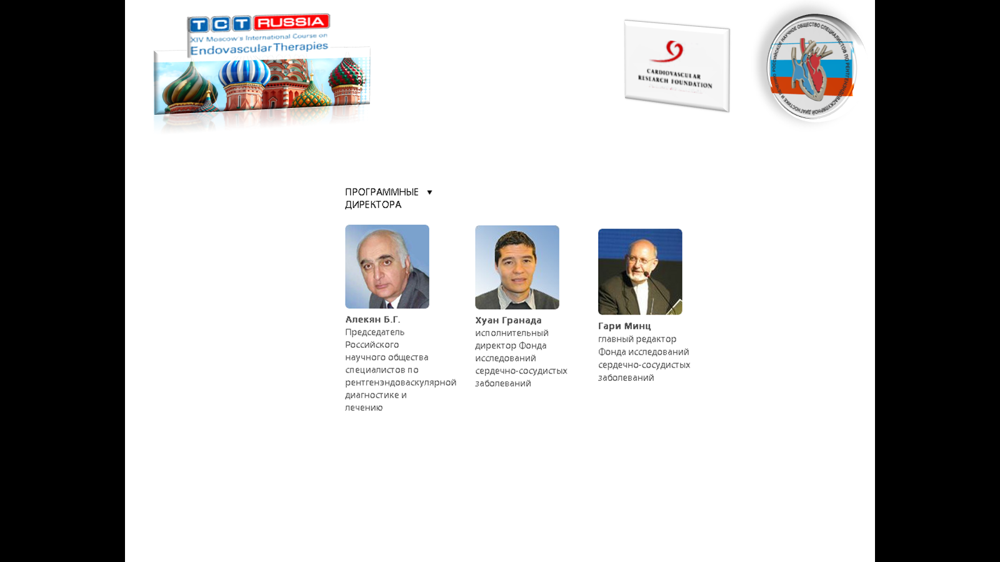 TCT RUSSIA
XIV Moscow's International Course on
Endovascular Therapies
CARDIOVASCULAR
RESEARCH FOUNDATION
РОССИЙСКОЕ НАУЧНОЕ ОБЩЕСТВО СПЕЦИАЛИСТОВ ПО РЕНТГЕНЭНДОВАСКУЛЯРНОЙ ДИАГНОСТИКЕ И ЛЕЧЕНИЮ
ПРОГРАММНЫЕ ▼
ДИРЕКТОРА
Алекян Б.Г.
Председатель
Российского
научного общества
специалистов по
рентгенэндоваскулярной
диагностике и
лечению
Хуан Гранада
исполнительный
директор Фонда
исследований
сердечно-сосудистых
заболеваний
Гари Минц
главный редактор
Фонда исследований
сердечно-сосудистых
заболеваний